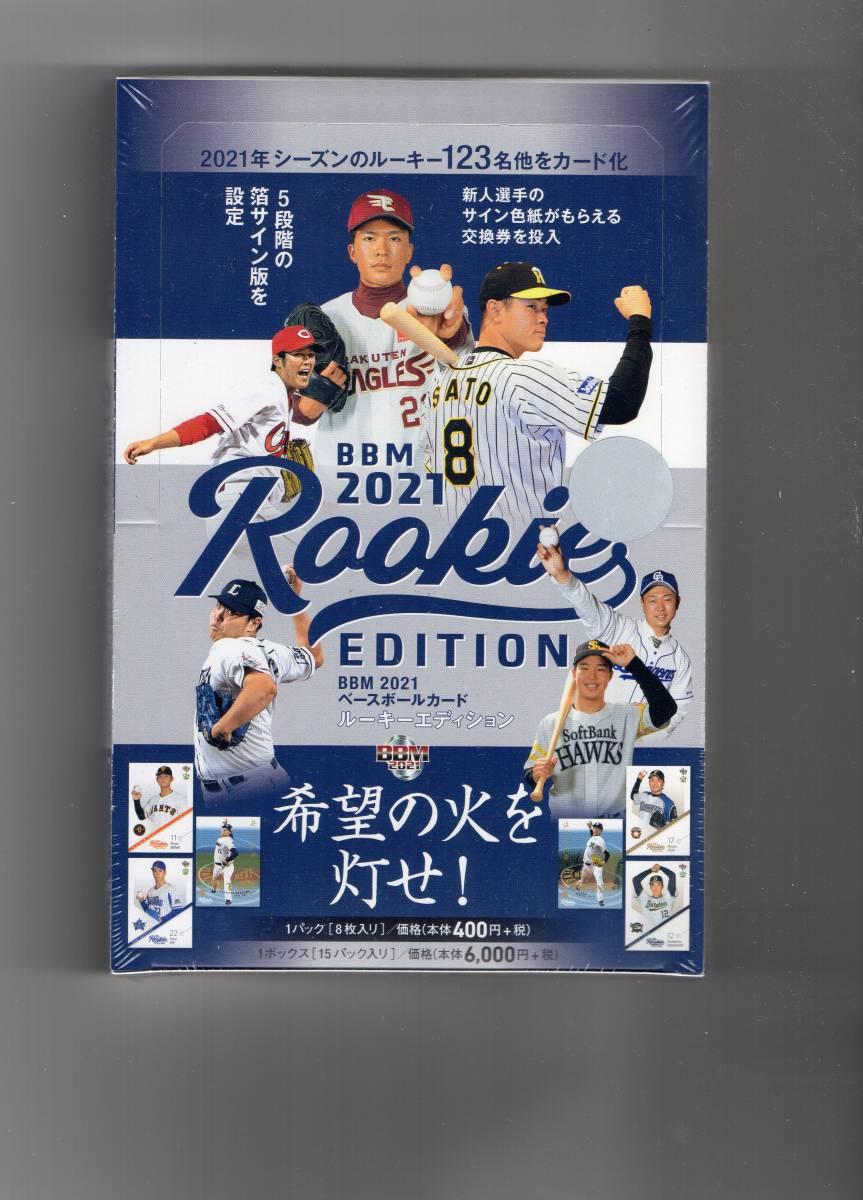 2021年シーズンのルーキー123名他をカード化
5段階の
箔サイン版を
設定
新人選手の
サイン色紙がもらえる
交換券を投入
RAKUTEN
EAGLES
SATO
8
BBM
2021
Rookie
EDITION
BBM 2021
ベースボールカード
ルーキーエディション
SoftBank
HAWKS
BBM
2021
希望の火を
灯せ!
GIANTS
11
22
17
12
12
1パック[8枚入り]/価格(本体400円+税)
1ボックス[15パック入り]/価格(本体6,000円+税)